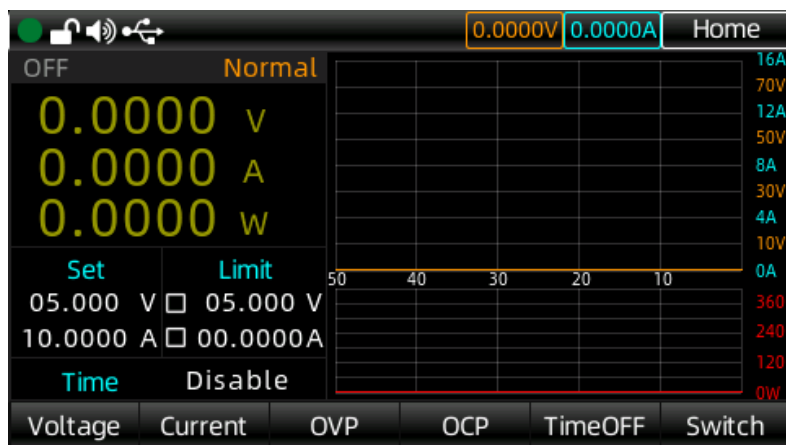 0.0000V 0.0000A Home
OFF Normal
0.0000 V
0.0000 A
0.0000 W
Set Limit
05.000 V 05.000 V
10.0000 A 00.0000A
Time Disable
16A
70V
12A
50V
8A
30V
4A
10V
0A
50 40 30 20 10
360
240
120
0W
Voltage Current OVP OCP TimeOFF Switch